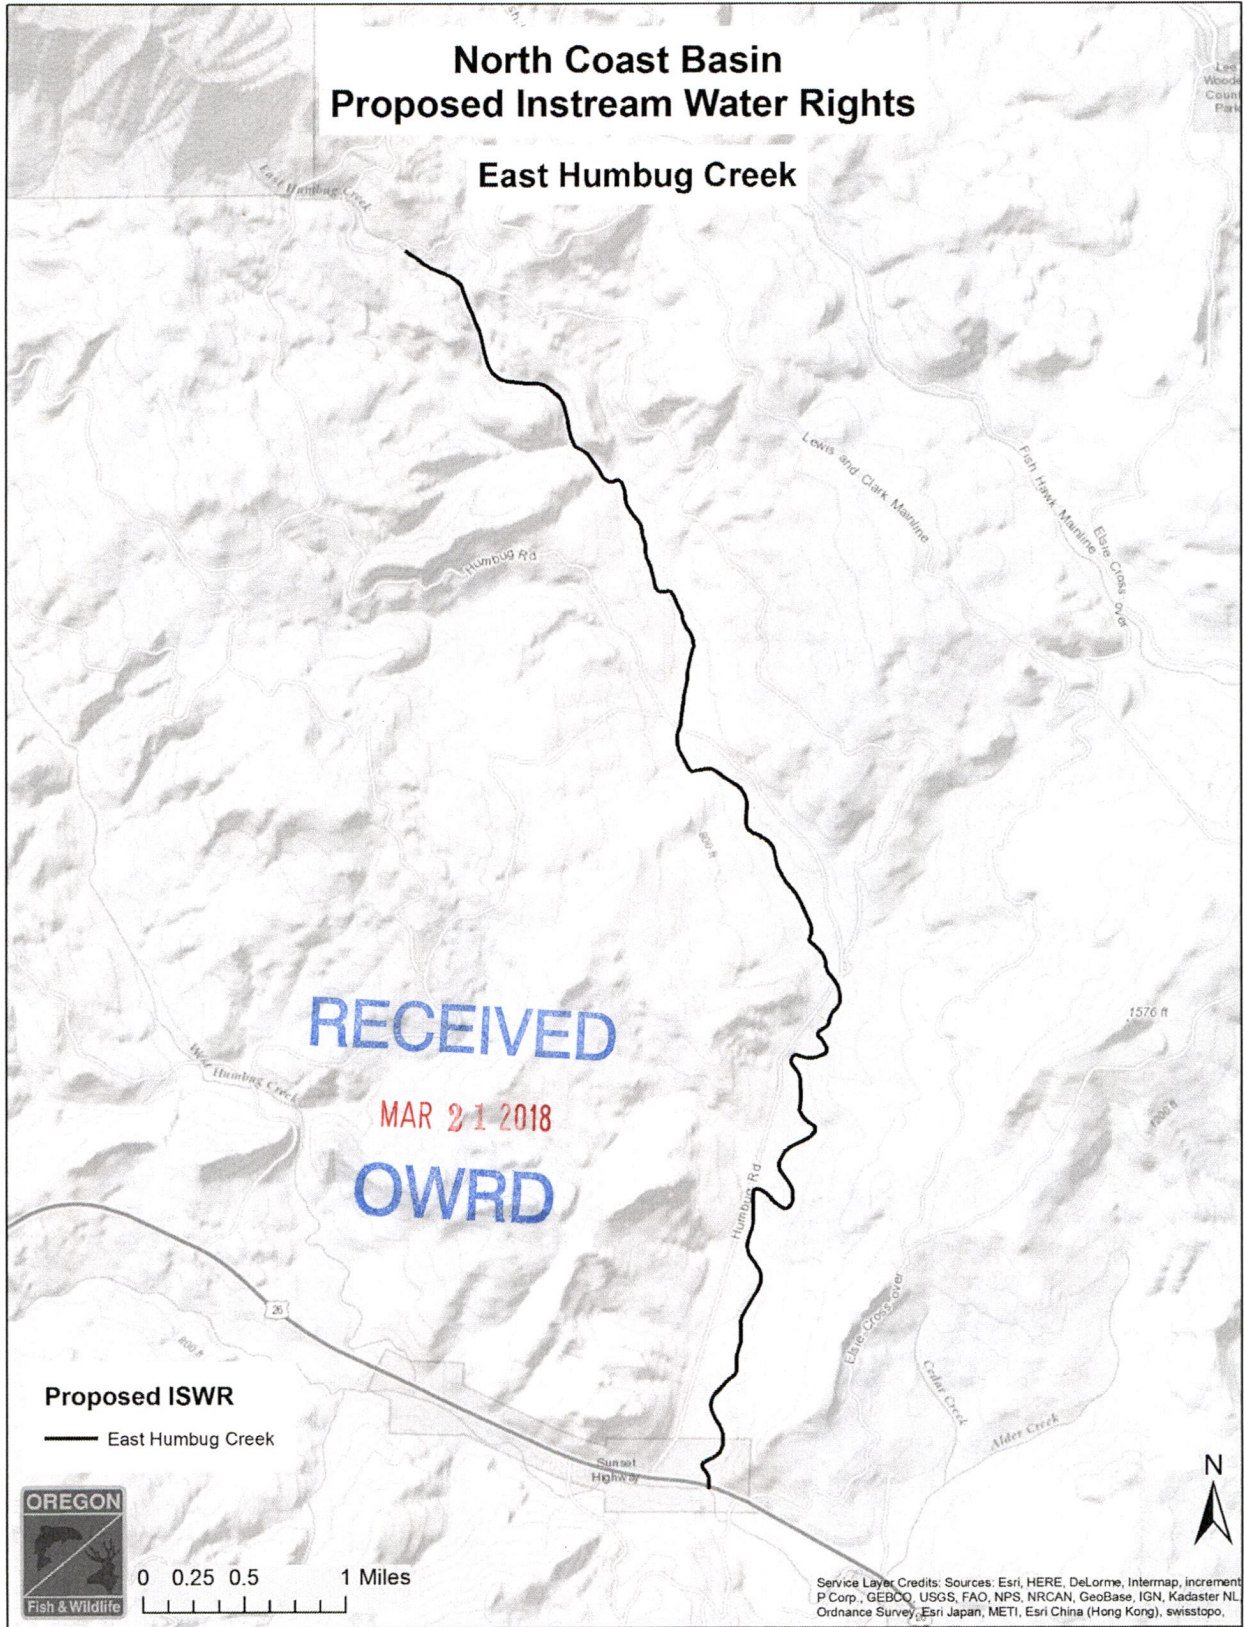 North Coast Basin
Proposed Instream Water Rights
East Humbug Creek
East Humbug Creek
Lewis and Clark Mainline
Fish Hawk Mainline
Elsie Cross over
Humbug Rd
800 ft
1576 ft
RECEIVED
West Humbug Creek
MAR 21 2018
OWRD
Humbug Rd
26
Elsie Cross over
800 ft
Cedar Creek
Alder Creek
Proposed ISWR
East Humbug Creek
Sunset
Highway
N
OREGON
Fish & Wildlife
0 0.25 0.5 1 Miles
Service Layer Credits: Sources: Esri, HERE, DeLorme, Intermap, increment
P Corp., GEBCO, USGS, FAO, NPS, NRCAN, GeoBase, IGN, Kadaster NL,
Ordnance Survey, Esri Japan, METI, Esri China (Hong Kong), swisstopo,